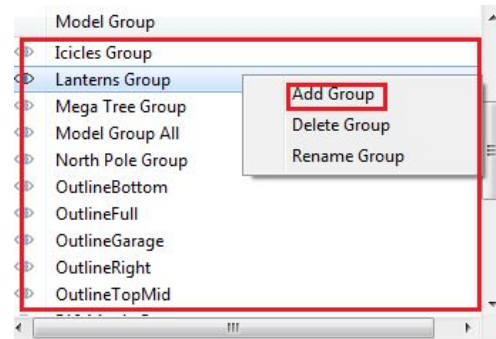 Model Group
Icicles Group
Lanterns Group
Add Group
Mega Tree Group
Delete Group
Model Group All
Rename Group
North Pole Group
OutlineBottom
OutlineFull
OutlineGarage
OutlineRight
OutlineTopMid